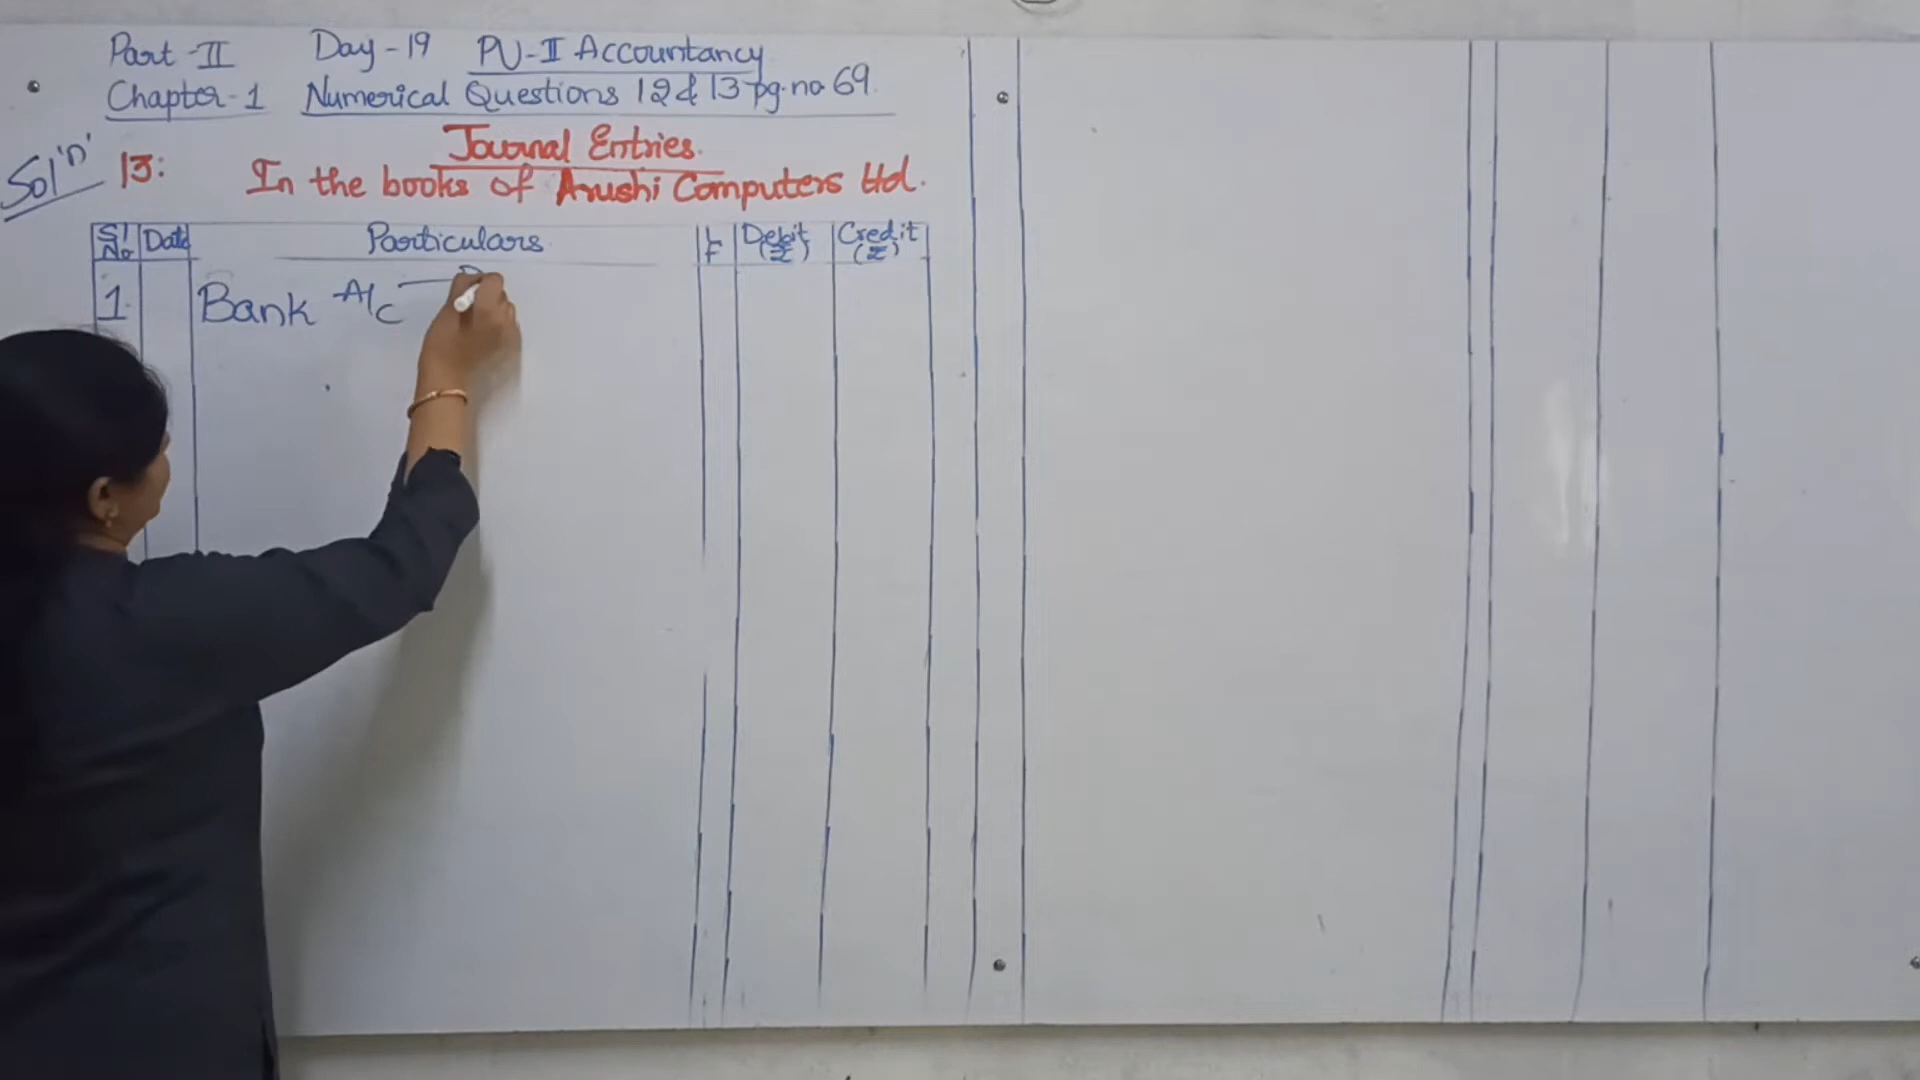 Part-II Day-19 PU-II Accountancy
Chapter-1 Numerical Questions 12 & 13 pg.no 69.
Sol'n' 13: Journal Entries.
In the books of Arushi Computers Ltd.
Sl No Date Particulars LF Debit (₹) Credit (₹)
1. Bank A/c D